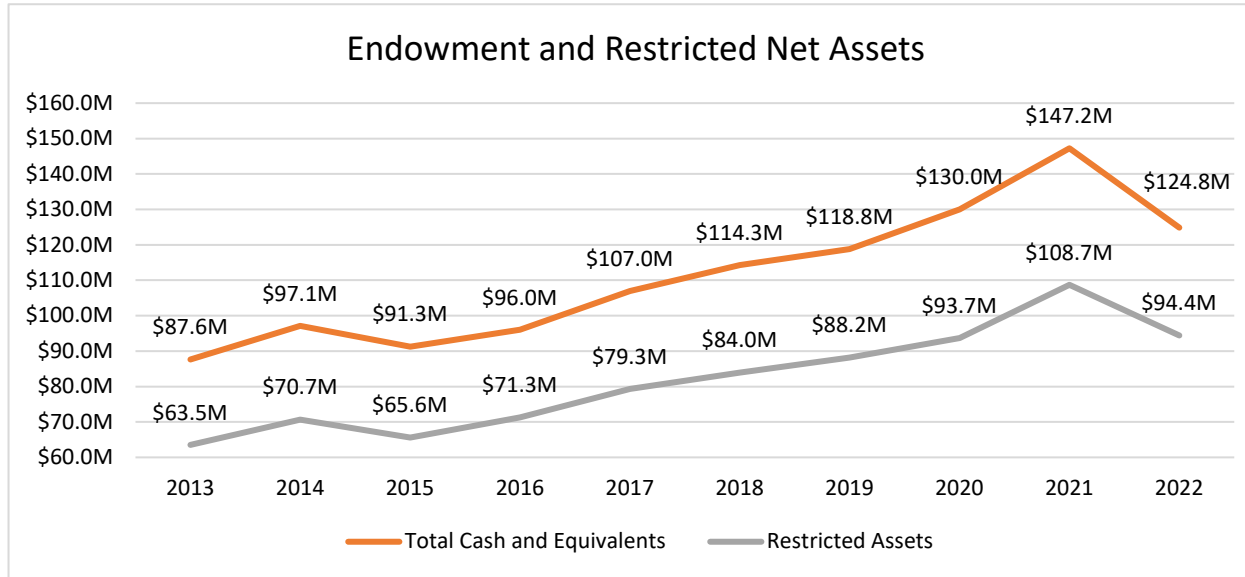 Endowment and Restricted Net Assets
$160.0M
$150.0M
$140.0M
$130.0M
$120.0M
$110.0M
$100.0M
$90.0M
$80.0M
$70.0M
$60.0M
$87.6M
$97.1M
$91.3M
$96.0M
$107.0M
$114.3M
$118.8M
$130.0M
$147.2M
$124.8M
$63.5M
$70.7M
$65.6M
$71.3M
$79.3M
$84.0M
$88.2M
$93.7M
$108.7M
$94.4M
2013 2014 2015 2016 2017 2018 2019 2020 2021 2022
Total Cash and Equivalents Restricted Assets